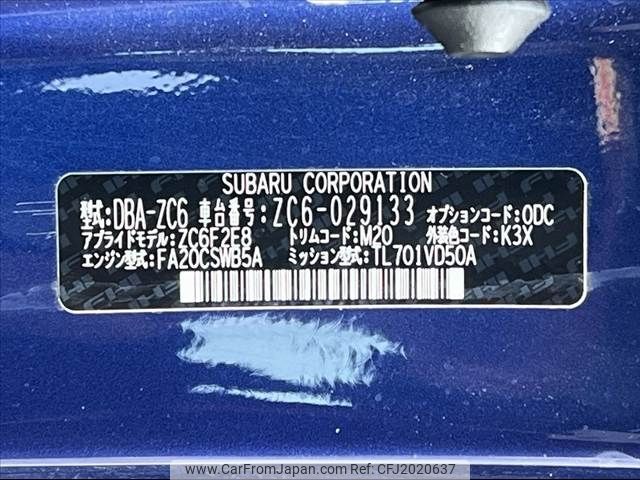 SUBARU CORPORATION
型式:DBA-ZC6 車台番号:ZC6-029133 オプションコード:ODC
アプライドモデル:ZC6F2E8 トリムコード:M20 外装色コード:K3X
エンジン型式:FA20CSWB5A ミッション型式:TL701VD50A
www.CarFromJapan.com | CarFromJapan | CFJ2020637